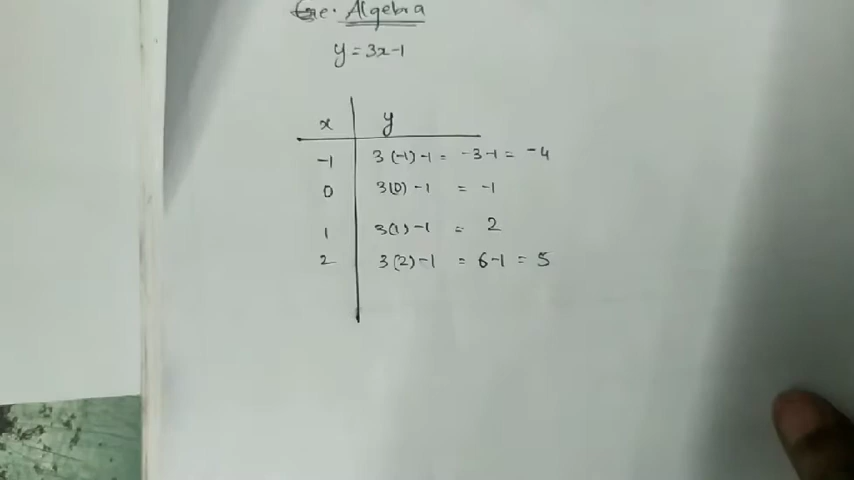 Algebra
y = 3x-1
x y
-1 3(-1)-1 = -3-1 = -4
0 3(0)-1 = -1
1 3(1)-1 = 2
2 3(2)-1 = 6-1 = 5